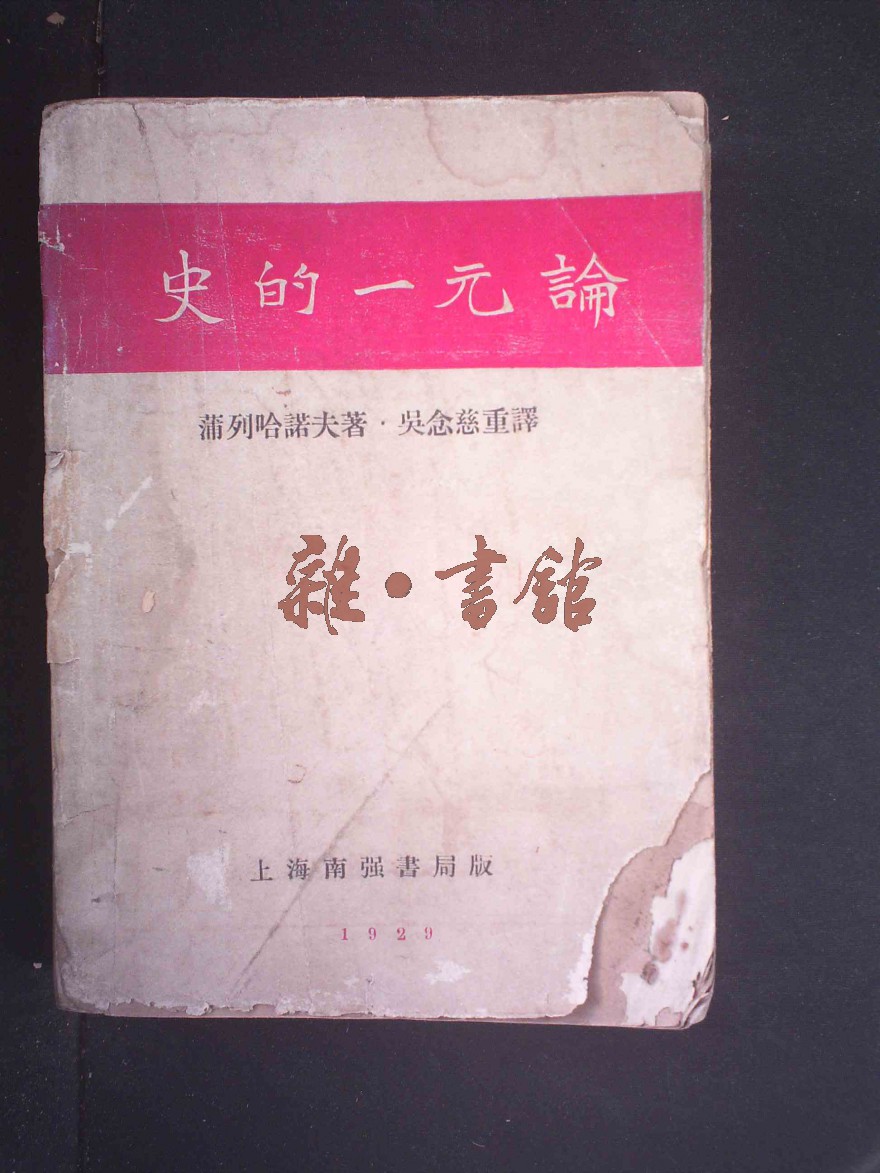 史的一元論
蒲列哈諾夫著·吳念慈重譯
雜·書館
上海南强書局版
1929